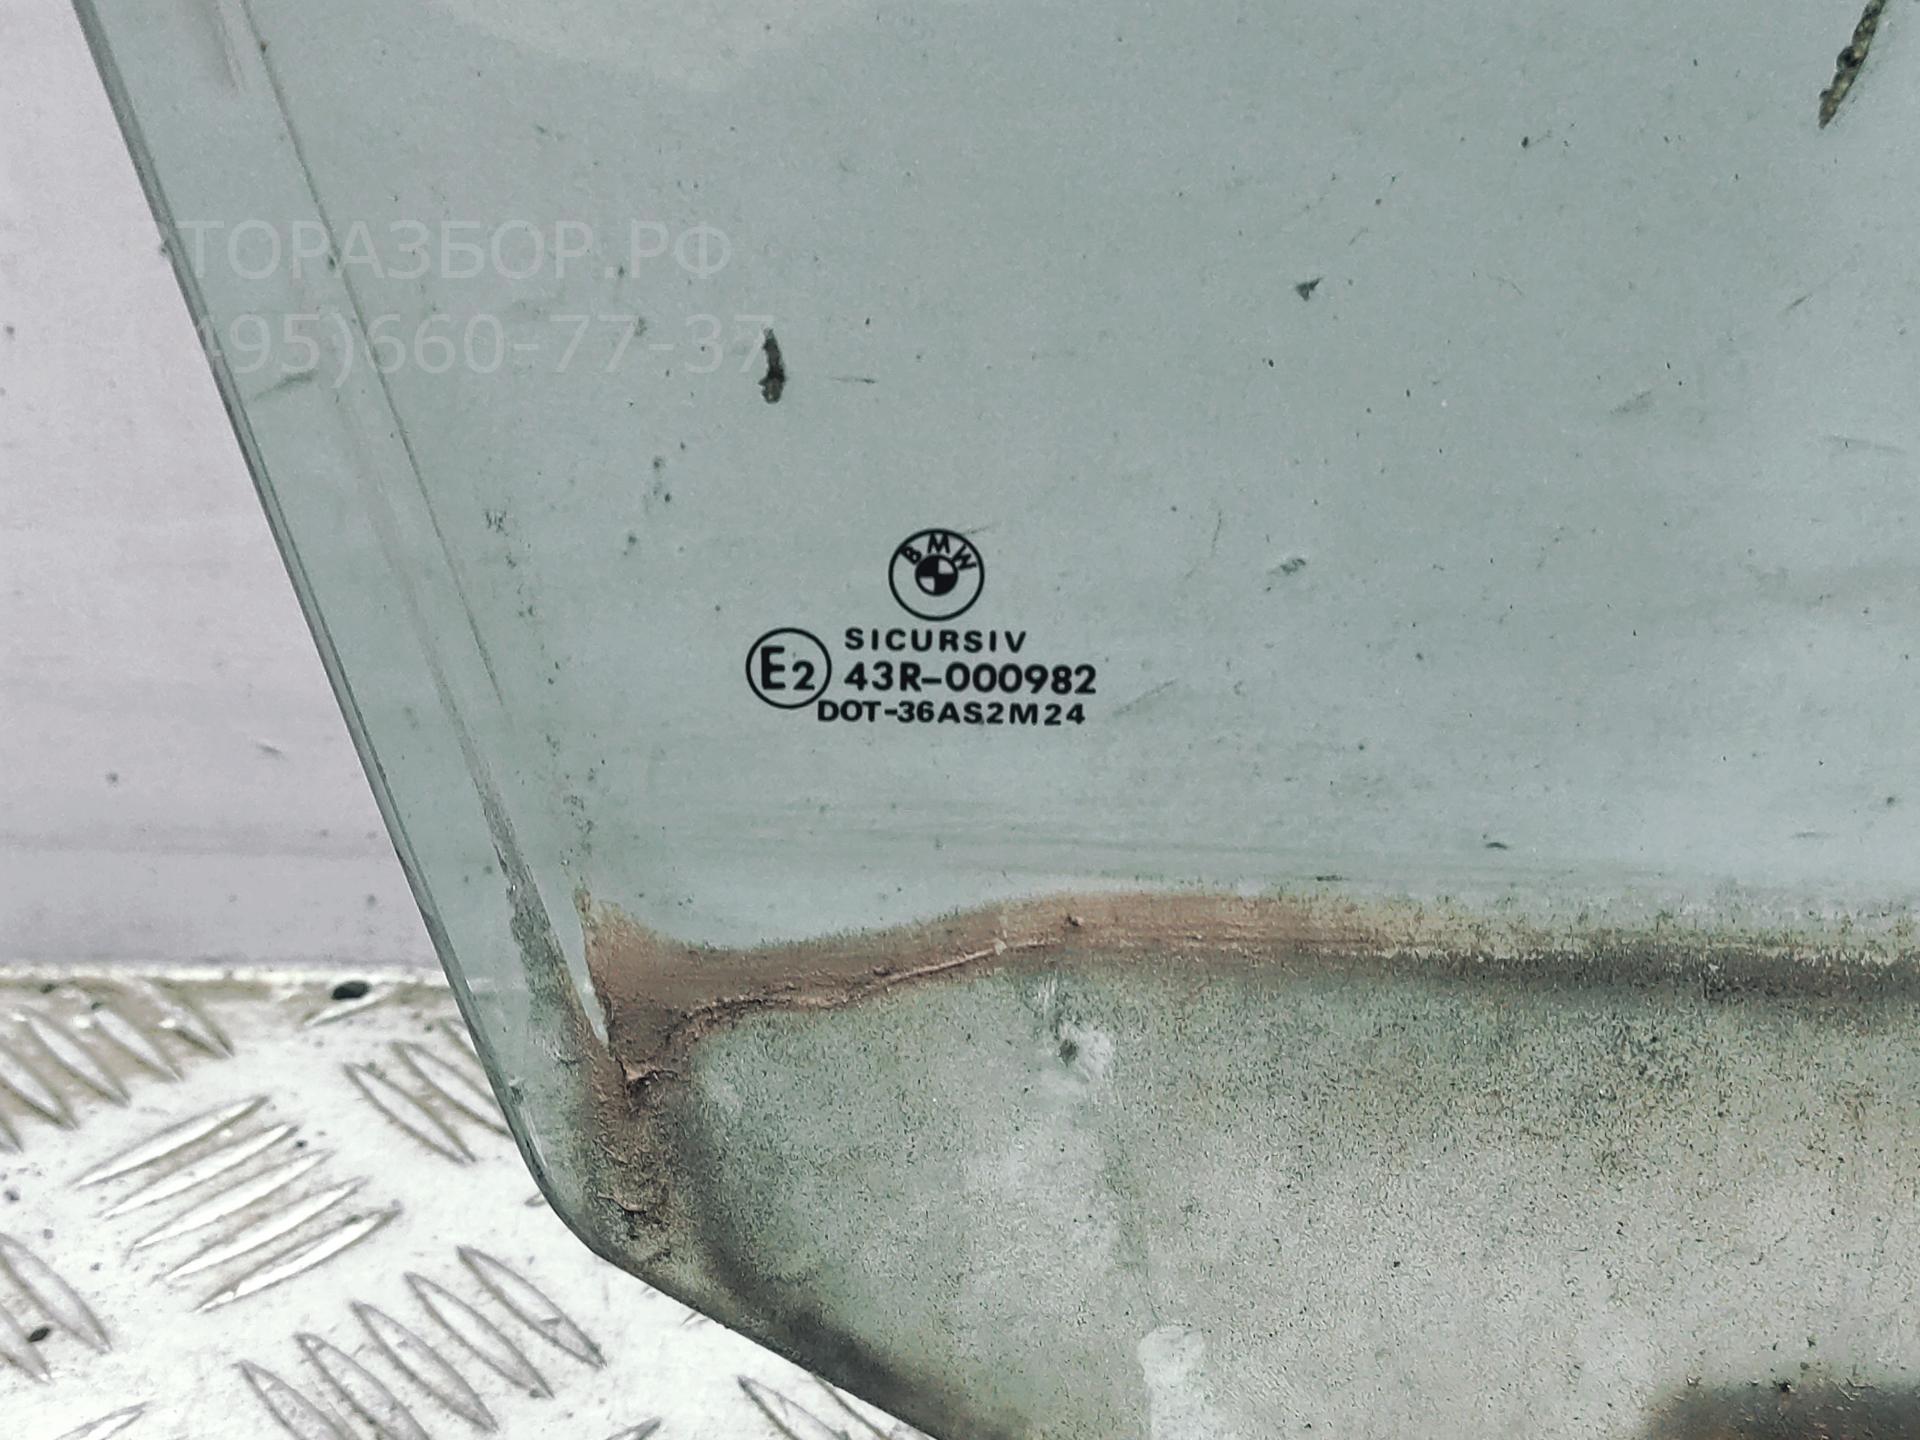 ТОРАЗБОР.РФ
95)660-77-37
BMW
SICURSIV
E2 43R-000982
DOT-36AS2M24